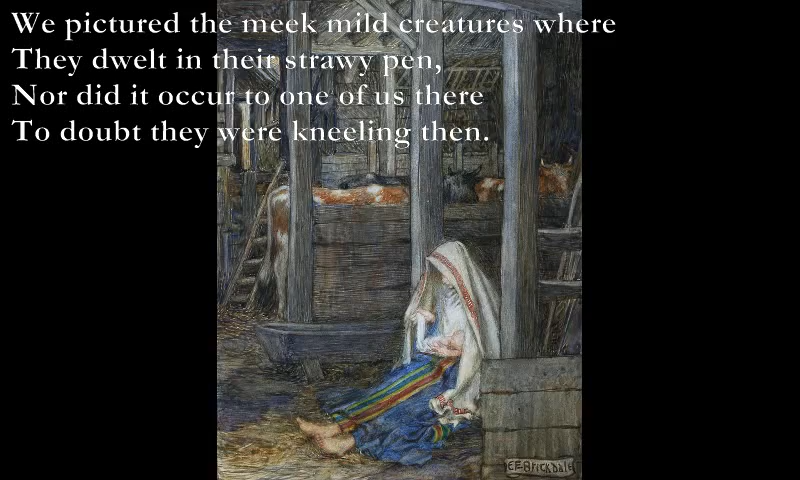 We pictured the meek mild creatures where
They dwelt in their strawy pen,
Nor did it occur to one of us there
To doubt they were kneeling then.
E.F. Brickdale